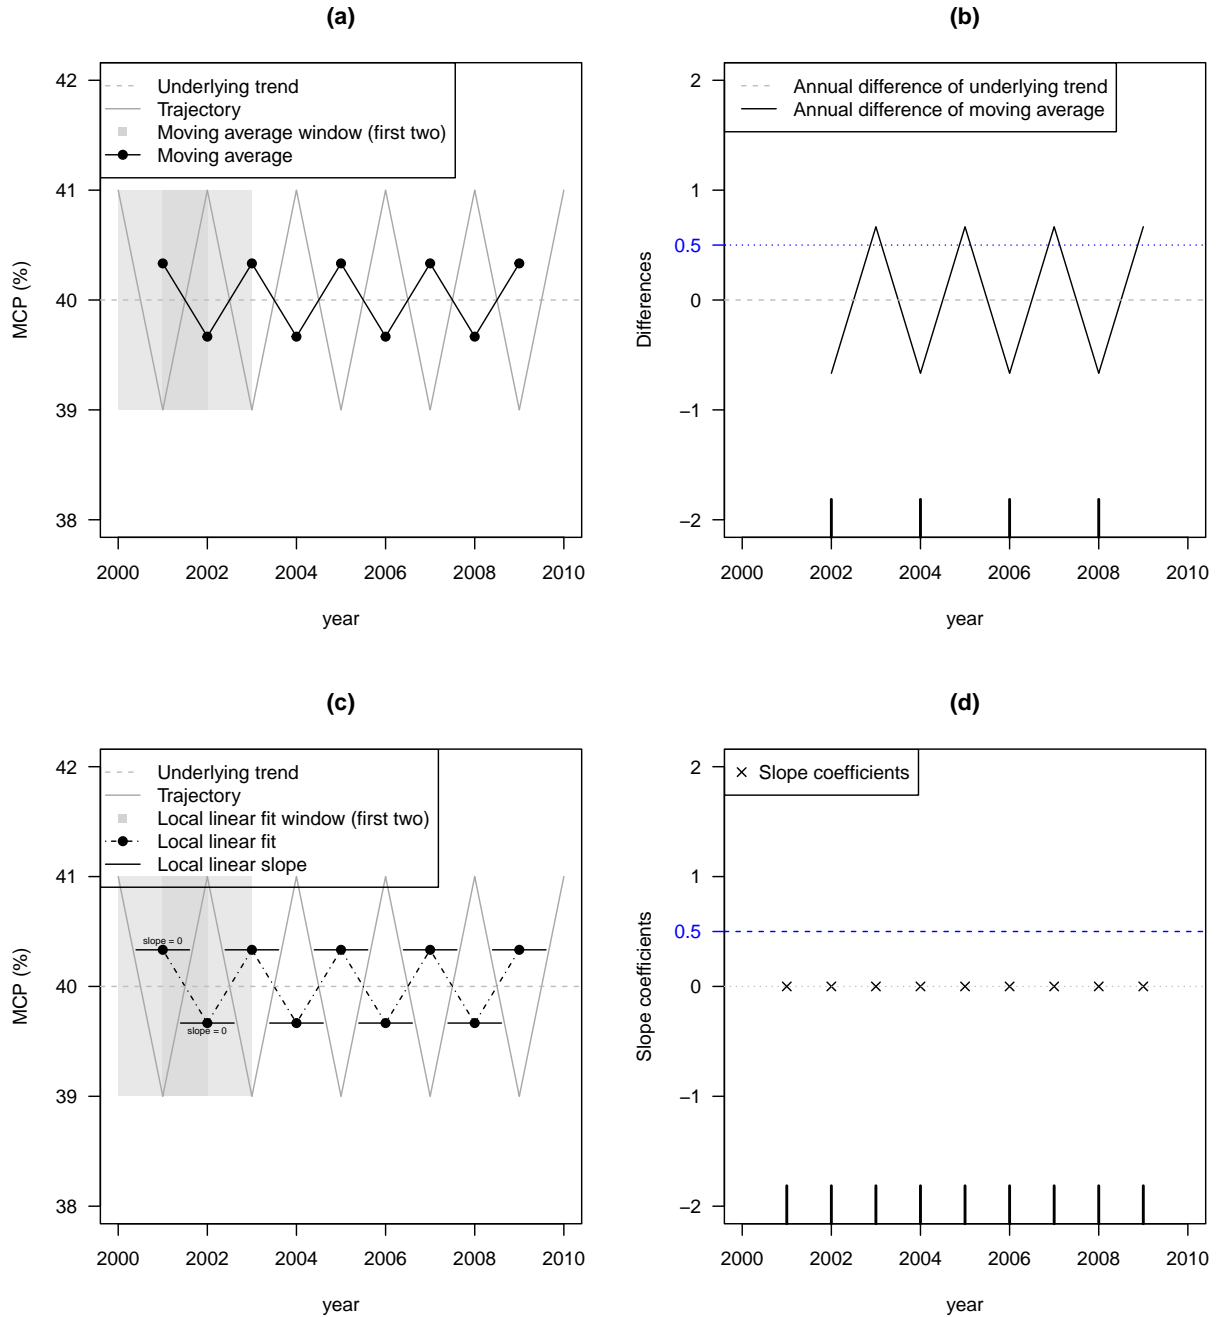 (a)
42
41
40
39
38
MCP (%)
Underlying trend
Trajectory
Moving average window (first two)
Moving average
2000 2002 2004 2006 2008 2010
year
(b)
2
1
0.5
0
−1
−2
Differences
Annual difference of underlying trend
Annual difference of moving average
2000 2002 2004 2006 2008 2010
year
(c)
42
41
40
39
38
MCP (%)
Underlying trend
Trajectory
Local linear fit window (first two)
Local linear fit
Local linear slope
slope = 0
slope = 0
2000 2002 2004 2006 2008 2010
year
(d)
2
1
0.5
0
−1
−2
Slope coefficients
Slope coefficients
2000 2002 2004 2006 2008 2010
year